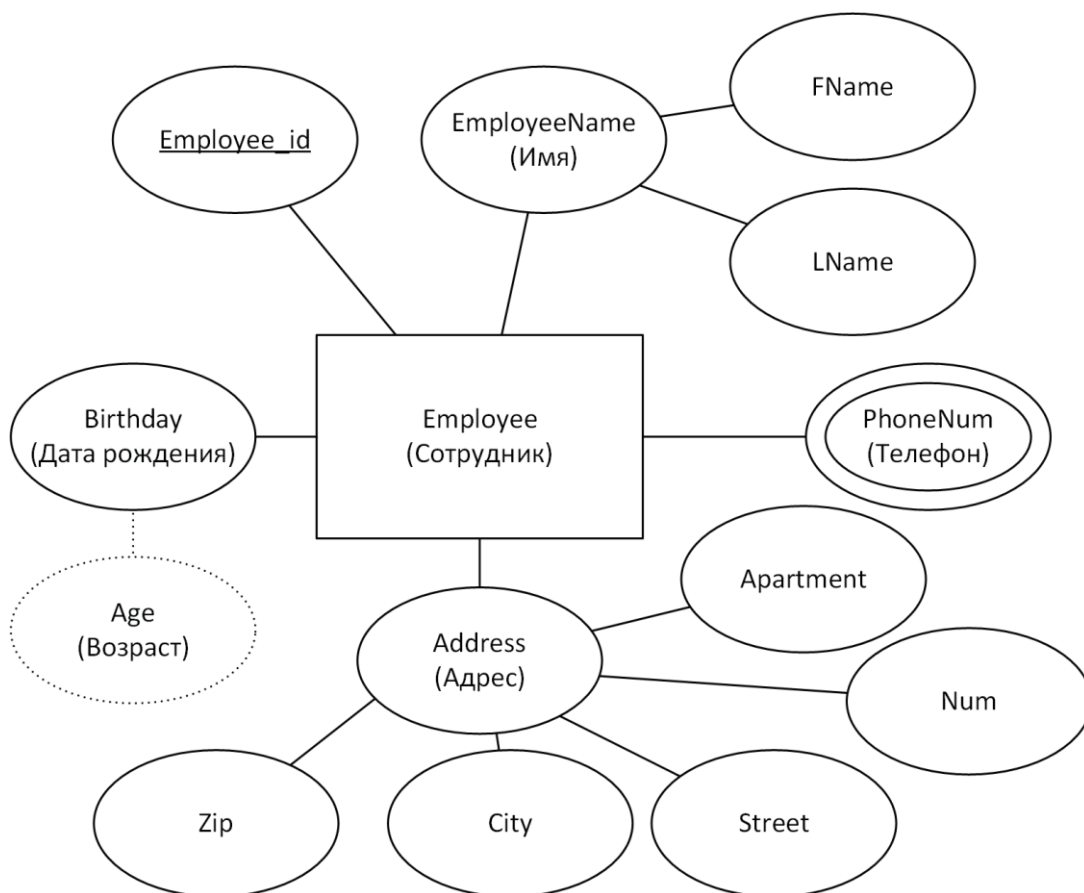 FName
Employee_id
EmployeeName
(Имя)
LName
Birthday
(Дата рождения)
Employee
(Сотрудник)
PhoneNum
(Телефон)
Age
(Возраст)
Address
(Адрес)
Apartment
Num
Zip
City
Street